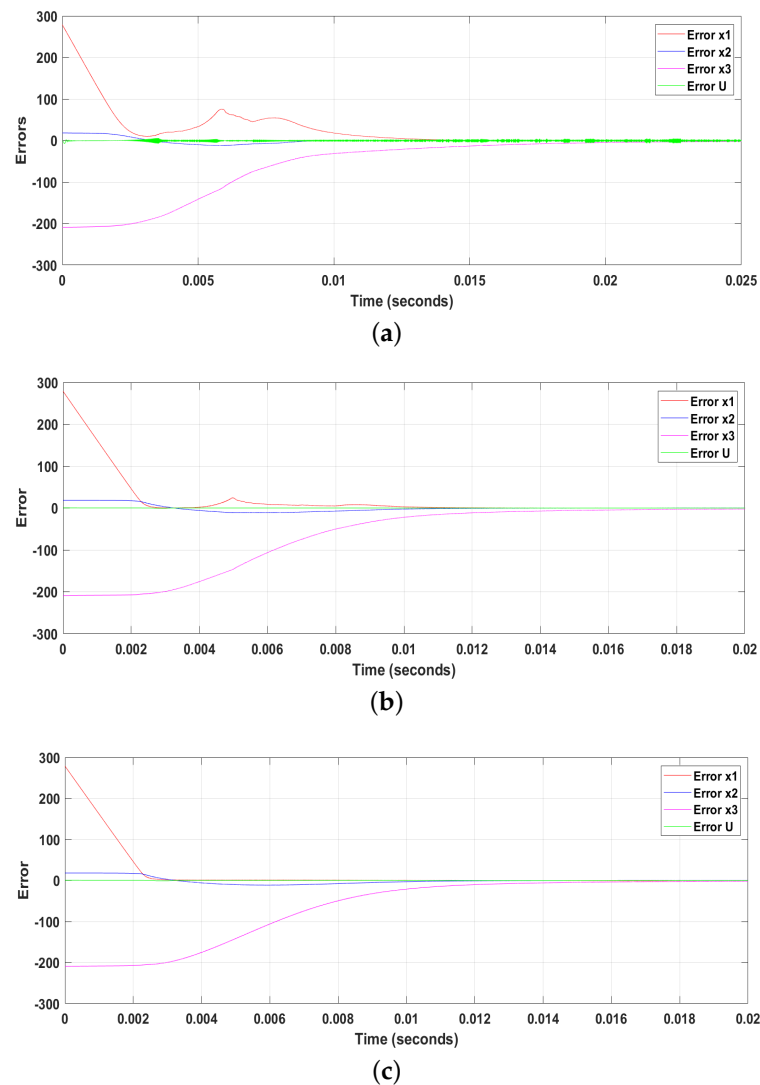 300
200
100
0
-100
-200
-300
Errors
Error x1
Error x2
Error x3
Error U
0
0.005
0.01
0.015
0.02
0.025
Time (seconds)
(a)
300
200
100
0
-100
-200
-300
Error
Error x1
Error x2
Error x3
Error U
0
0.002
0.004
0.006
0.008
0.010
0.012
0.014
0.016
0.018
0.02
Time (seconds)
(b)
300
200
100
0
-100
-200
-300
Error
Error x1
Error x2
Error x3
Error U
0
0.002
0.004
0.006
0.008
0.010
0.012
0.014
0.016
0.018
0.02
Time (seconds)
(c)